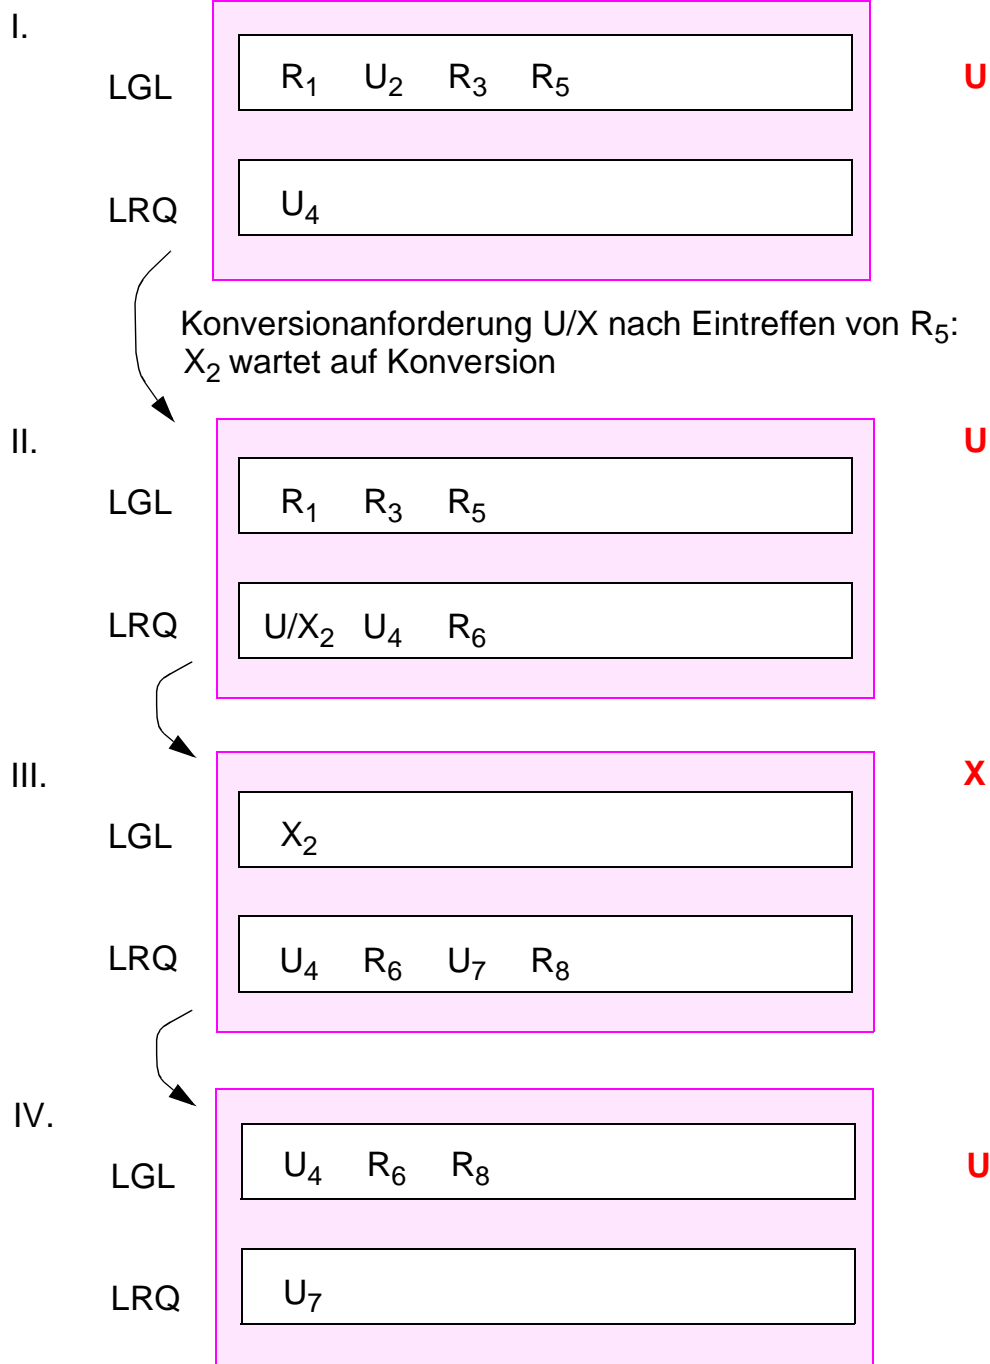 I.
LGL R1 U2 R3 R5 U
LRQ U4
Konversionanforderung U/X nach Eintreffen von R5:
X2 wartet auf Konversion
II. U
LGL R1 R3 R5
LRQ U/X2 U4 R6
III. X
LGL X2
LRQ U4 R6 U7 R8
IV.
LGL U4 R6 R8 U
LRQ U7